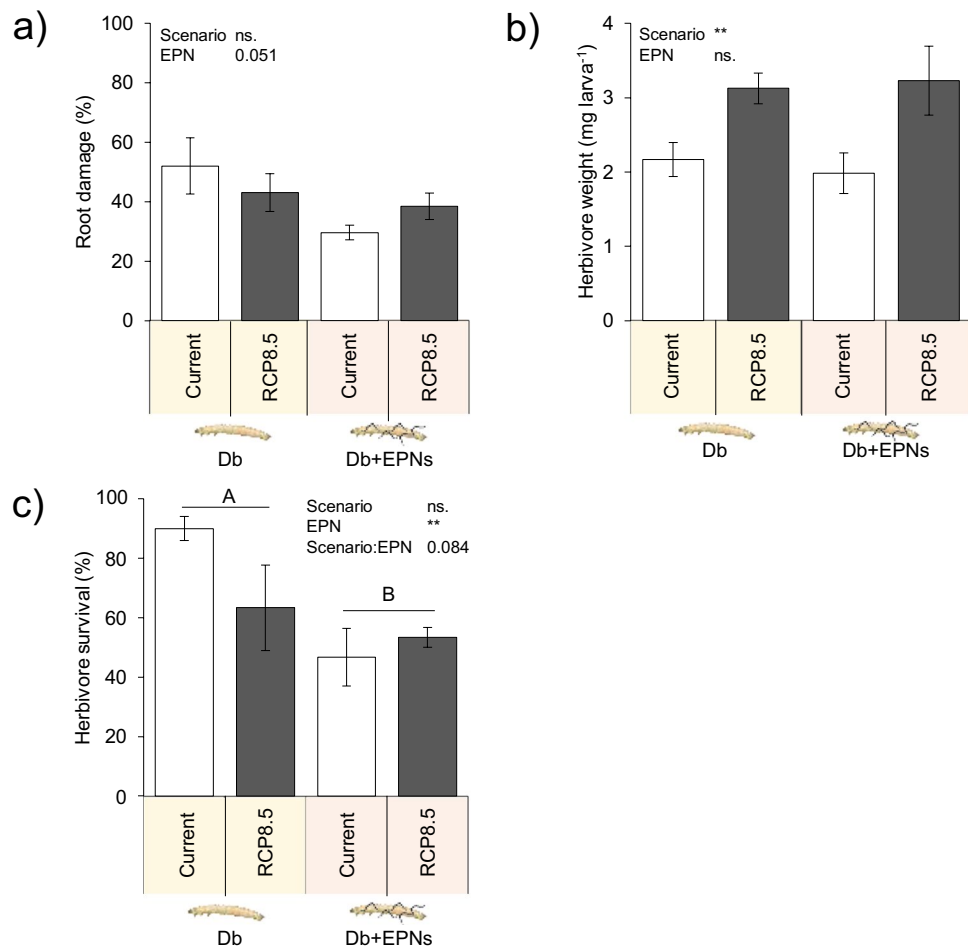 a)
Scenario ns.
EPN 0.051
Root damage (%)
100
80
60
40
20
0
Current
RCP8.5
Current
RCP8.5
Db
Db+EPNs
b)
Scenario **
EPN ns.
Herbivore weight (mg larva⁻¹)
4
3
2
1
0
Current
RCP8.5
Current
RCP8.5
Db
Db+EPNs
c)
A
B
Scenario ns.
EPN **
Scenario:EPN 0.084
Herbivore survival (%)
100
80
60
40
20
0
Current
RCP8.5
Current
RCP8.5
Db
Db+EPNs